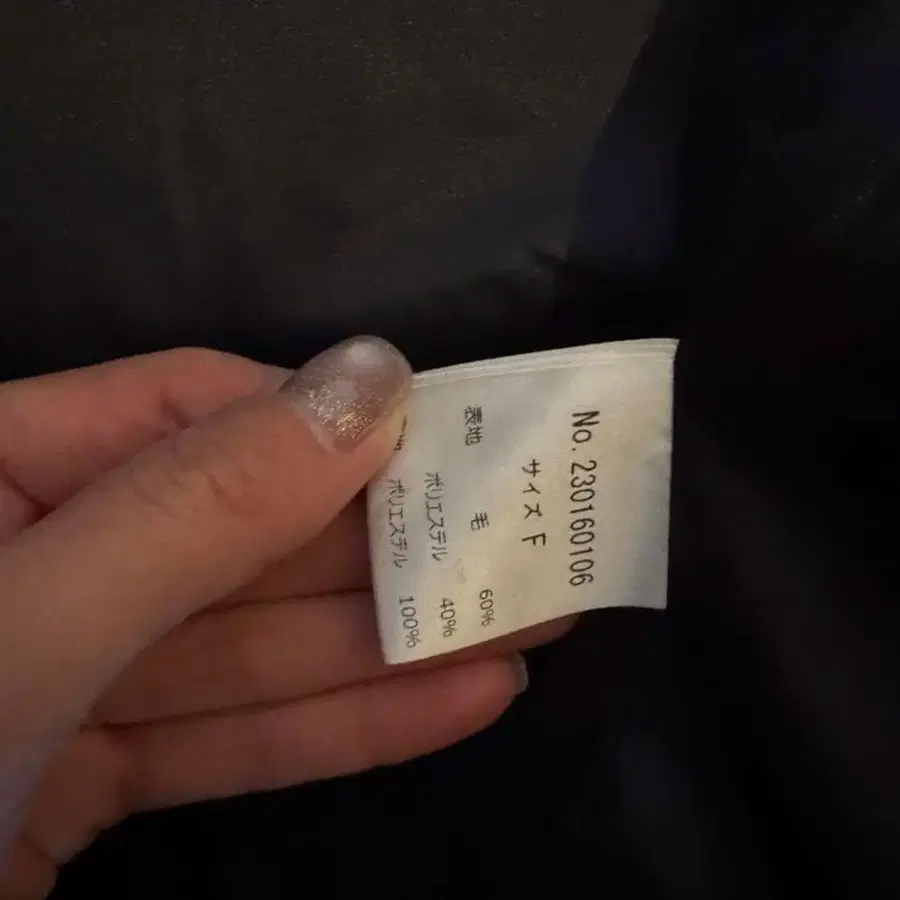 No. 230160106
サイズ F
表地 毛 60%
ポリエステル 40%
地 ポリエステル 100%